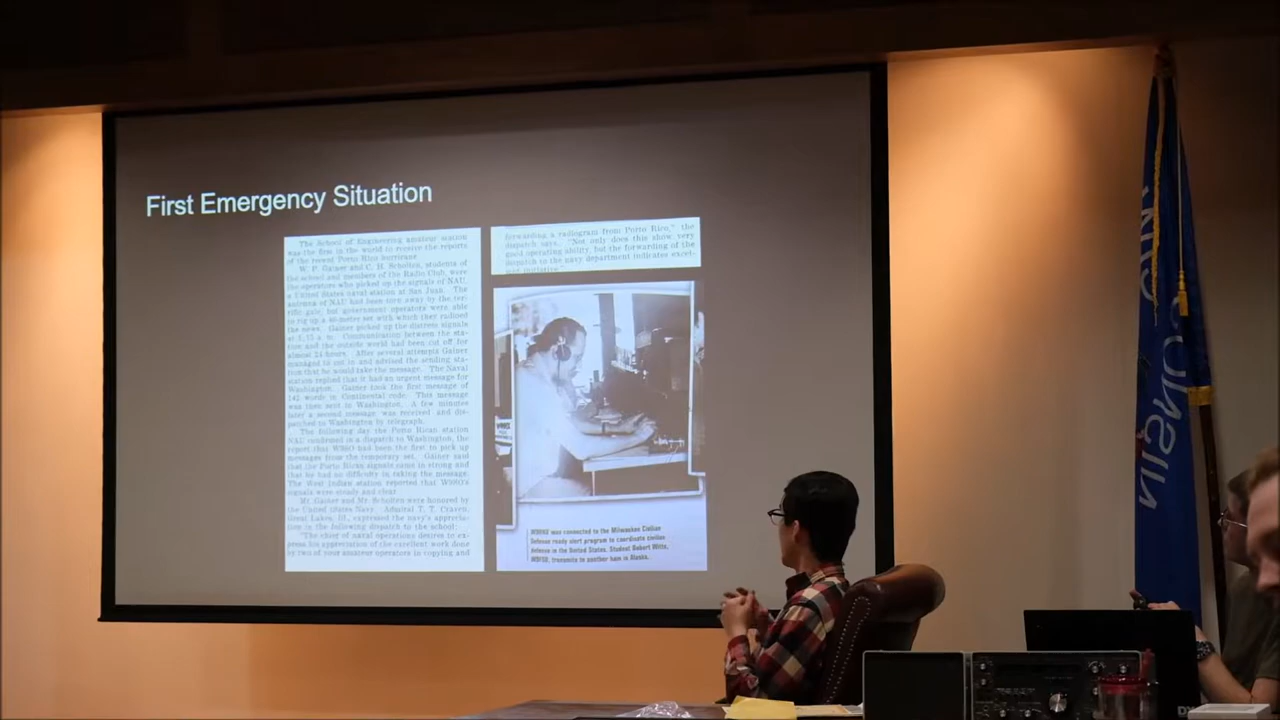 First Emergency Situation
The School of Engineering amateur station
was the first in the world to receive the reports
of the recent Porto Rico hurricane.
W. P. Gainer and C. H. Scholten, students of
the school and members of the Radio Club, were
the operators who picked up the signals of NAU,
a United States naval station at San Juan. The
antenna of NAU had been torn away by the ter-
rific gale, but government operators were able
to rig up a 40-metre set with which they radioed
the news. Gainer picked up the distress signals
at 5:15 a. m. Communication between the sta-
tion and the outside world had been cut off for
almost 24 hours. After several attempts Gainer
managed to cut in and advised the sending sta-
tion that he would take the message. The Naval
station replied that it had an urgent message for
Washington. Gainer took the first message of
142 words in Continental code. This message
was then sent to Washington. A few minutes
later a second message was received and dis-
patched to Washington by telegraph.
The following day the Porto Rican station
NAU confirmed in a dispatch to Washington, the
report that had been the first to pick up
messages from the temporary set. Gainer said
that the Porto Rican signals came in strong and
that he had no difficulty in taking the message.
The West Indian station reported that
signals were steady and clear.
Mr. Gainer and Mr. Scholten were honored by
the United States Navy. Admiral T. T. Craven,
Great Lakes, Ill., expressed the navy's apprecia-
tion in the following dispatch to the school:
"The chief of naval operations desires to ex-
press his appreciation of the excellent work done
by two of your amateur operators in copying and
forwarding a radiogram from Porto Rico," the
dispatch says. "Not only does this show very
good operating ability, but the forwarding of the
dispatch to the navy department indicates excel-
lent initiative."
was connected to the Milwaukee Civilian
Defense ready alert program to coordinate civilian
defense in the United States. Student Robert Witte,
transmits to another ham in Alaska.
WISCONSIN
DX